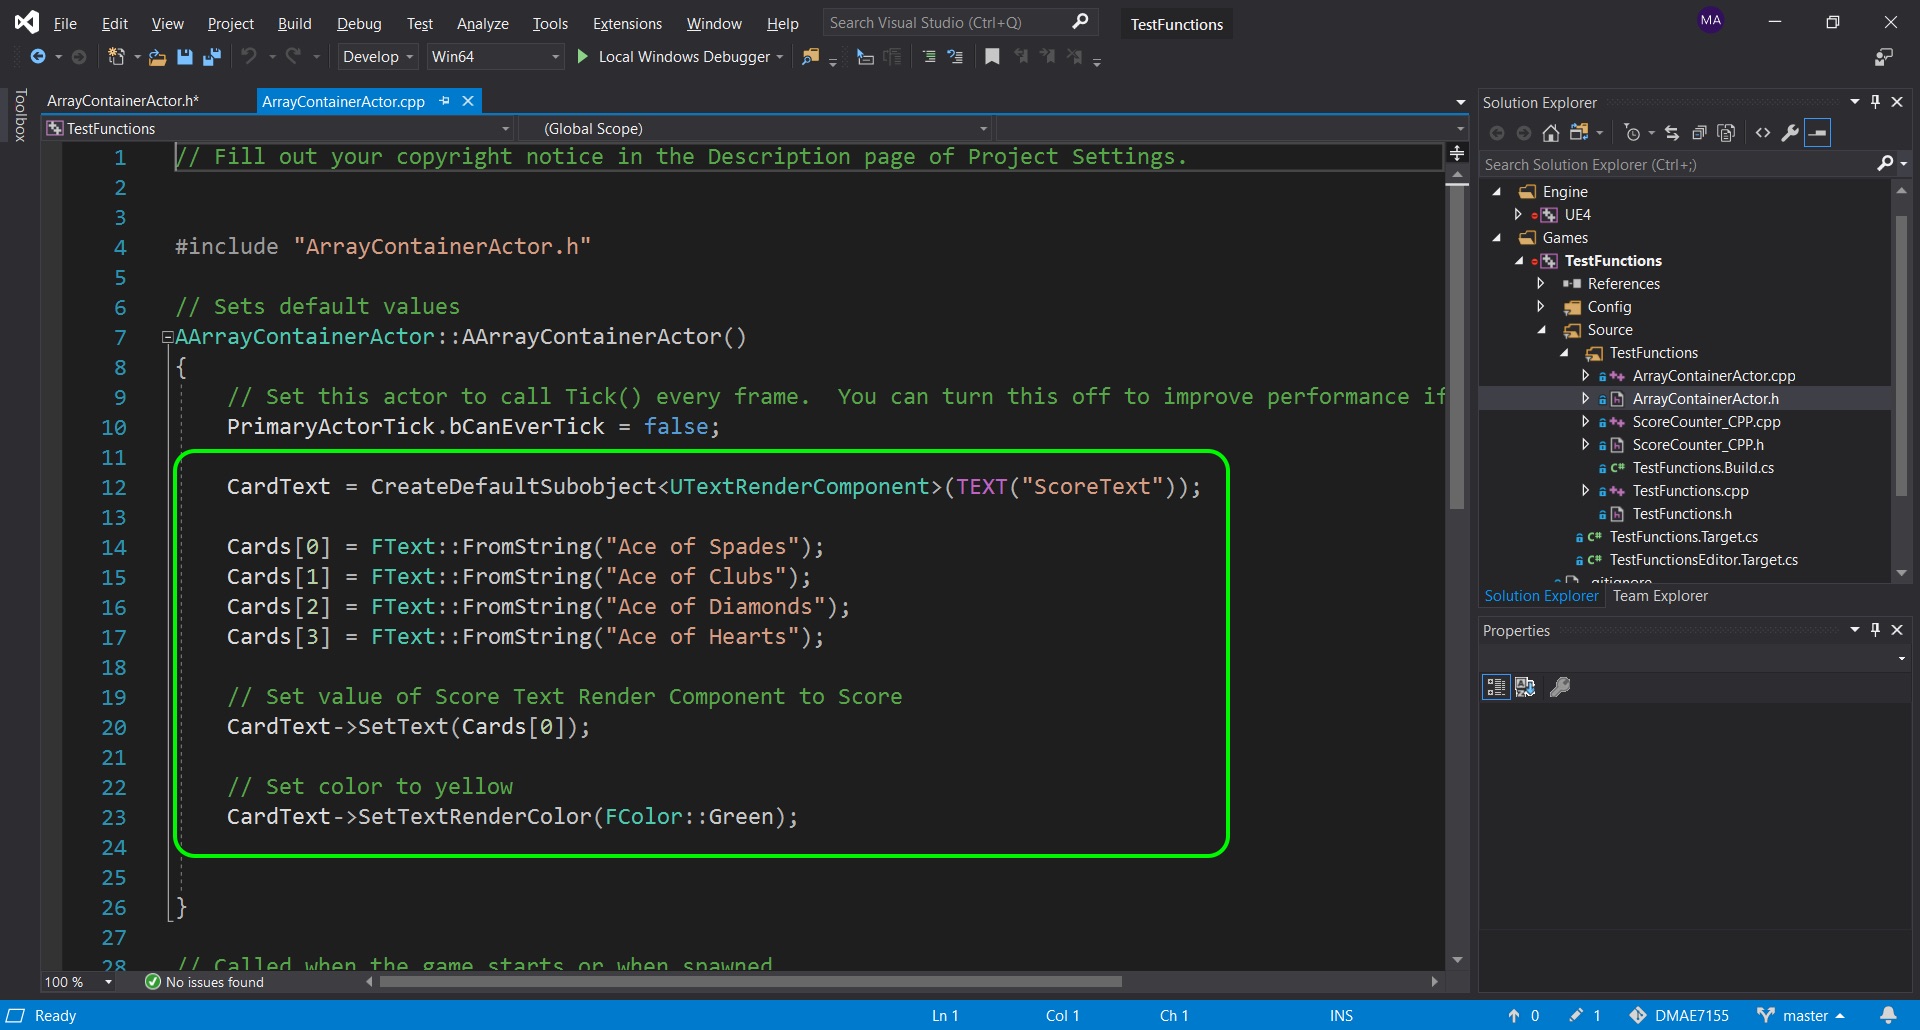 File Edit View Project Build Debug Test Analyze Tools Extensions Window Help Search Visual Studio (Ctrl+Q) TestFunctions MA
Develop Win64 Local Windows Debugger
Toolbox
ArrayContainerActor.h* ArrayContainerActor.cpp
TestFunctions (Global Scope)
1 // Fill out your copyright notice in the Description page of Project Settings.
2
3
4 #include "ArrayContainerActor.h"
5
6 // Sets default values
7 AArrayContainerActor::AArrayContainerActor()
8 {
9 // Set this actor to call Tick() every frame.  You can turn this off to improve performance if
10 PrimaryActorTick.bCanEverTick = false;
11
12 CardText = CreateDefaultSubobject<UTextRenderComponent>(TEXT("ScoreText"));
13
14 Cards[0] = FText::FromString("Ace of Spades");
15 Cards[1] = FText::FromString("Ace of Clubs");
16 Cards[2] = FText::FromString("Ace of Diamonds");
17 Cards[3] = FText::FromString("Ace of Hearts");
18
19 // Set value of Score Text Render Component to Score
20 CardText->SetText(Cards[0]);
21
22 // Set color to yellow
23 CardText->SetTextRenderColor(FColor::Green);
24
25
26 }
27
28 // Called when the game starts or when spawned
100 % No issues found
Solution Explorer
Search Solution Explorer (Ctrl+;)
Engine
UE4
Games
TestFunctions
References
Config
Source
TestFunctions
ArrayContainerActor.cpp
ArrayContainerActor.h
ScoreCounter_CPP.cpp
ScoreCounter_CPP.h
TestFunctions.Build.cs
TestFunctions.cpp
TestFunctions.h
TestFunctions.Target.cs
TestFunctionsEditor.Target.cs
.gitignore
Solution Explorer Team Explorer
Properties
Ready Ln 1 Col 1 Ch 1 INS 0 1 DMAE7155 master